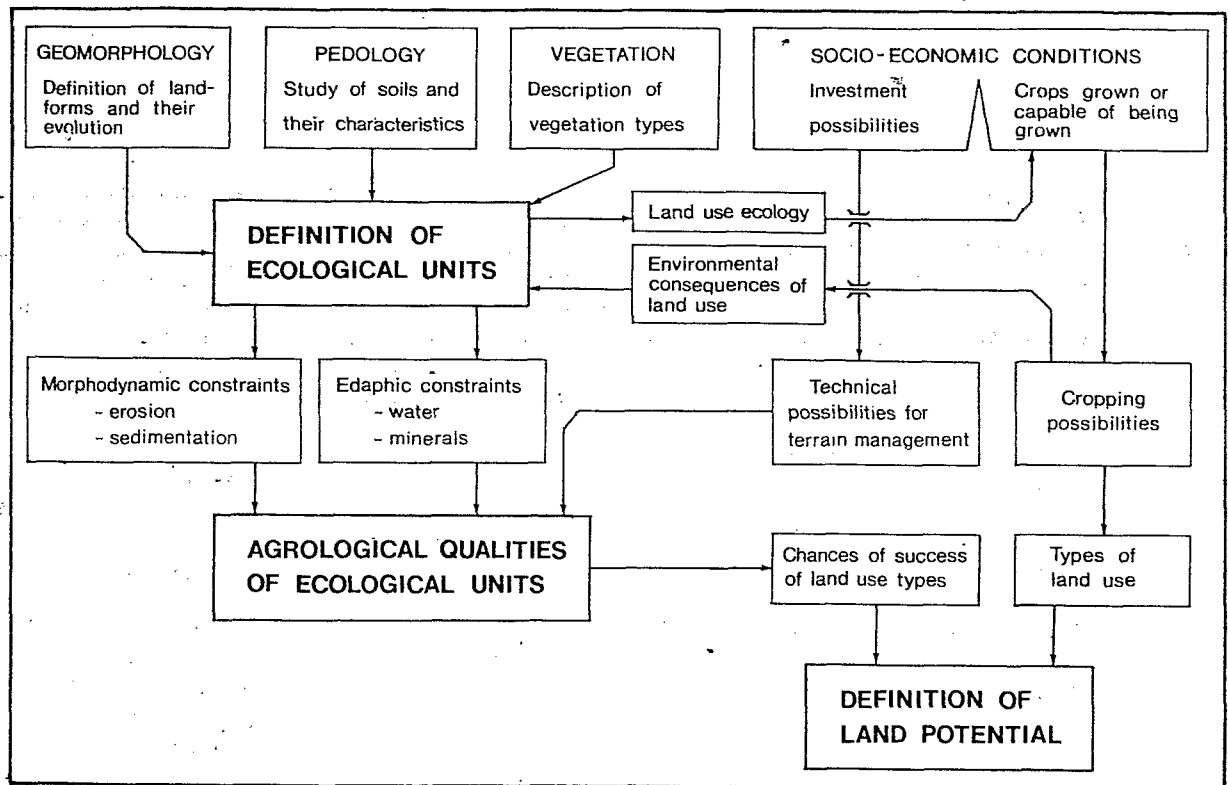 GEOMORPHOLOGY
Definition of land-
forms and their
evolution
PEDOLOGY
Study of soils and
their characteristics
VEGETATION
Description of
vegetation types
SOCIO-ECONOMIC CONDITIONS
Investment
possibilities
Crops grown or
capable of being
grown
DEFINITION OF
ECOLOGICAL UNITS
Land use ecology
Environmental
consequences of
land use
Morphodynamic constraints
- erosion
- sedimentation
Edaphic constraints
- water
- minerals
Technical
possibilities for
terrain management
Cropping
possibilities
AGROLOGICAL QUALITIES
OF ECOLOGICAL UNITS
Chances of success
of land use types
Types of
land use
DEFINITION OF
LAND POTENTIAL